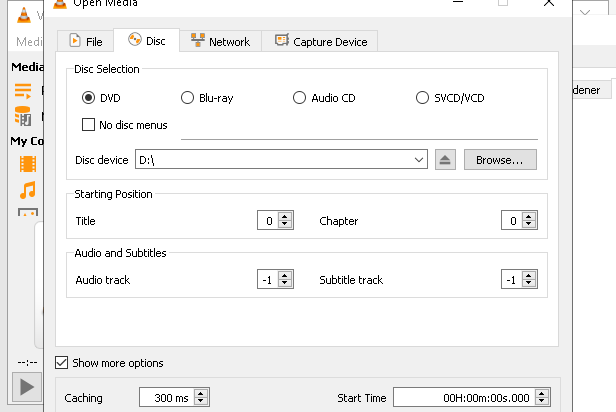 Open Media
Medi
File
Disc
Network
Capture Device
Media
Disc Selection
DVD
Blu-ray
Audio CD
SVCD/VCD
dener
No disc menus
Disc device
D:\
Browse...
My Co
Starting Position
Title
0
Chapter
0
Audio and Subtitles
Audio track
-1
Subtitle track
-1
--:--
Show more options
Caching
300 ms
Start Time
00H:00m:00s.000